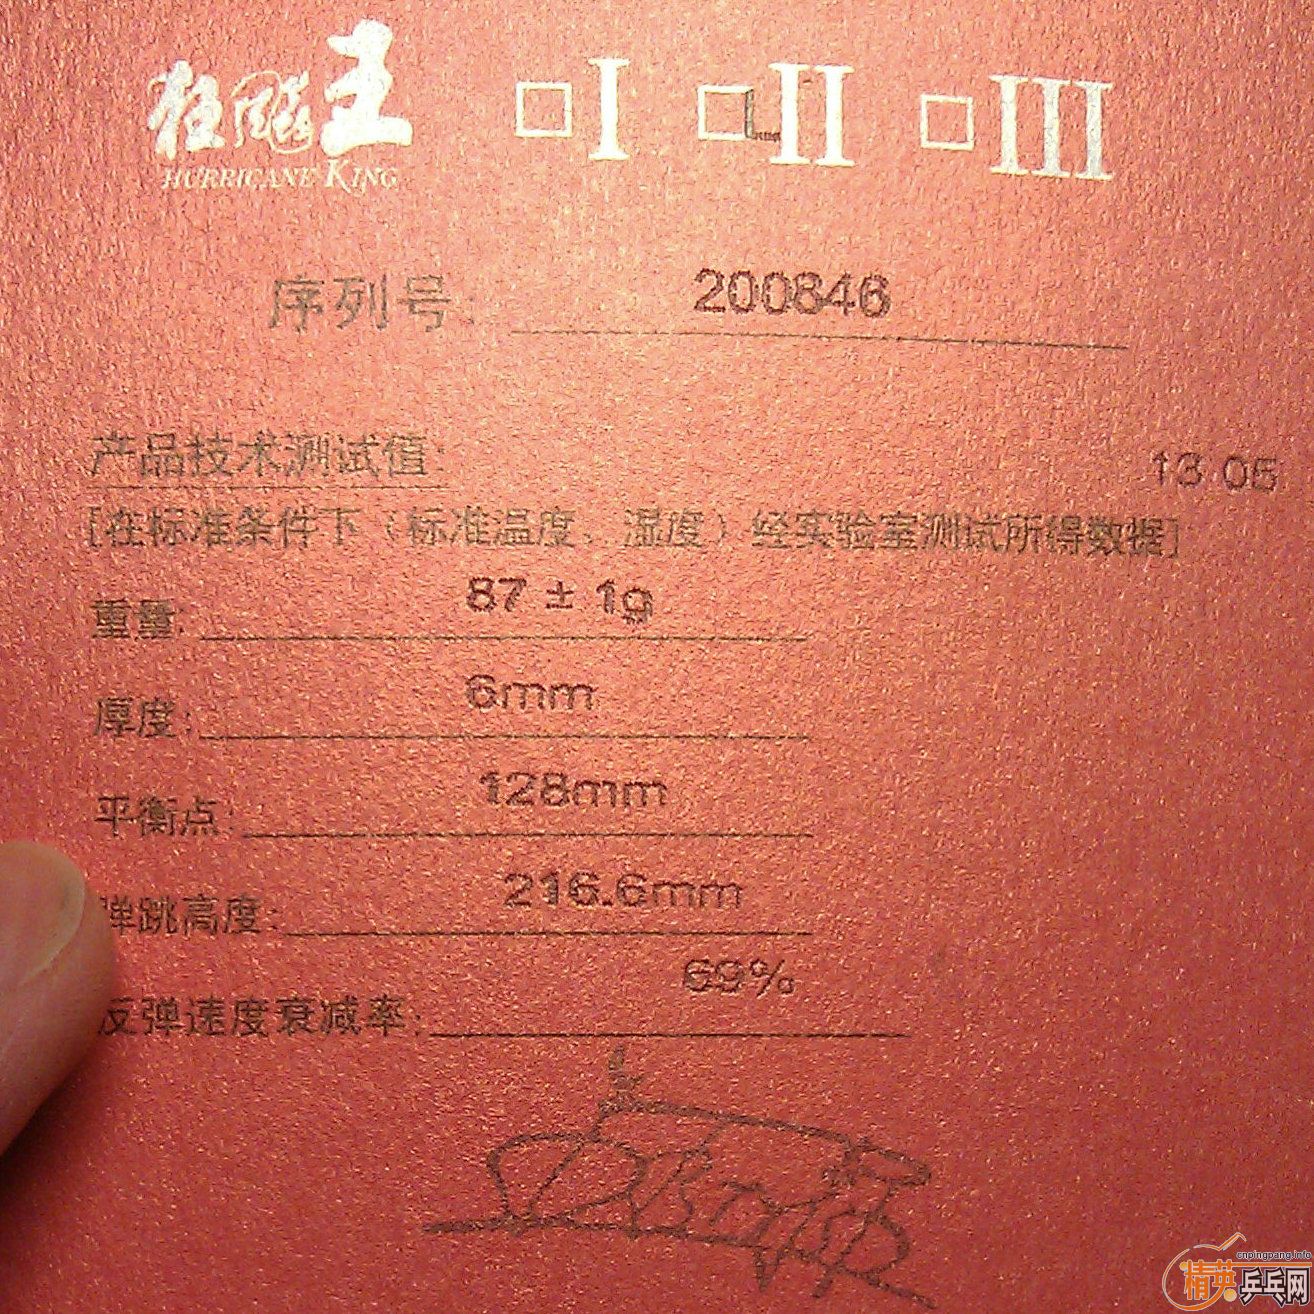 狂飚王 □I □II □III
HURRICANE KING
序列号: 200846
产品技术测试值: 13.05
[在标准条件下（标准温度、湿度）经实验室测试所得数据]
重量: 87 ± 1g
厚度: 6mm
平衡点: 128mm
弹跳高度: 216.6mm
反弹速度衰减率: 69%
cnpingpang.info
精英乒乓网